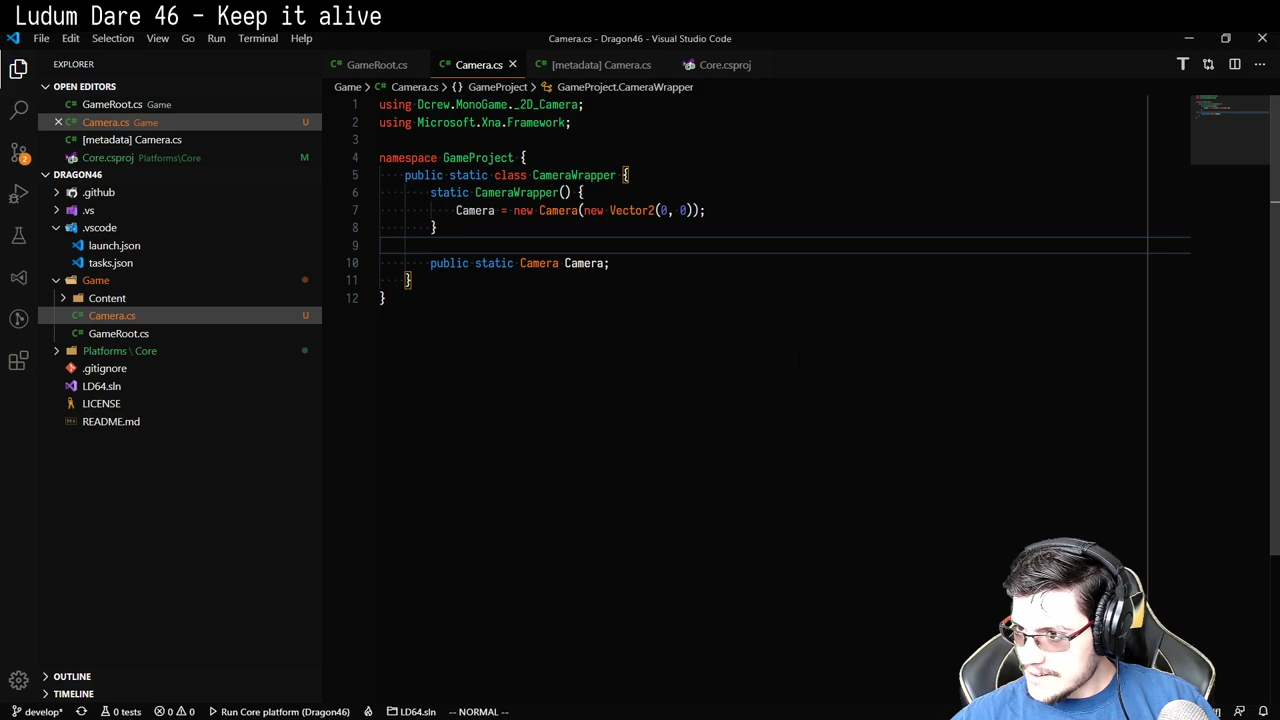 Ludum Dare 46 - Keep it alive
File Edit Selection View Go Run Terminal Help
Camera.cs - Dragon46 - Visual Studio Code
EXPLORER
GameRoot.cs
Camera.cs
[metadata] Camera.cs
Core.csproj
OPEN EDITORS
GameRoot.cs Game
Camera.cs Game U
[metadata] Camera.cs
Core.csproj Platforms\Core M
DRAGON46
.github
.vs
.vscode
launch.json
tasks.json
Game
Content
Camera.cs U
GameRoot.cs
Platforms \ Core
.gitignore
LD64.sln
LICENSE
README.md
OUTLINE
TIMELINE
Game > Camera.cs > {} GameProject > GameProject.CameraWrapper
1 using Dcrew.MonoGame._2D_Camera;
2 using Microsoft.Xna.Framework;
3
4 namespace GameProject {
5 public static class CameraWrapper {
6 static CameraWrapper() {
7 Camera = new Camera(new Vector2(0, 0));
8 }
9
10 public static Camera Camera;
11 }
12 }
2
develop* 0 0 0 tests Run Core platform (Dragon46) LD64.sln -- NORMAL --